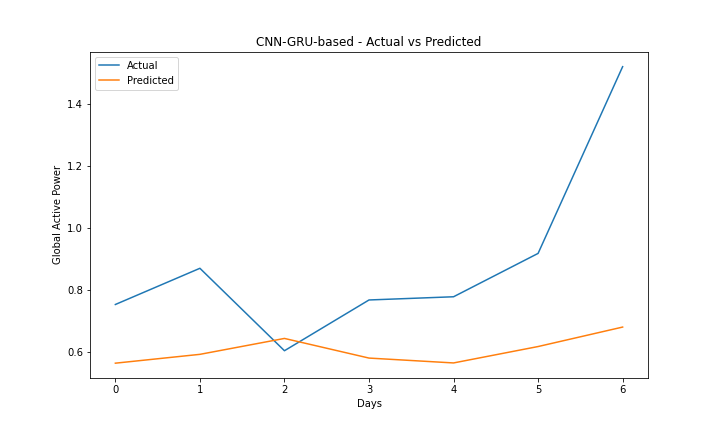 CNN-GRU-based - Actual vs Predicted
Actual
Predicted
1.4
1.2
1.0
0.8
0.6
Global Active Power
0 1 2 3 4 5 6
Days